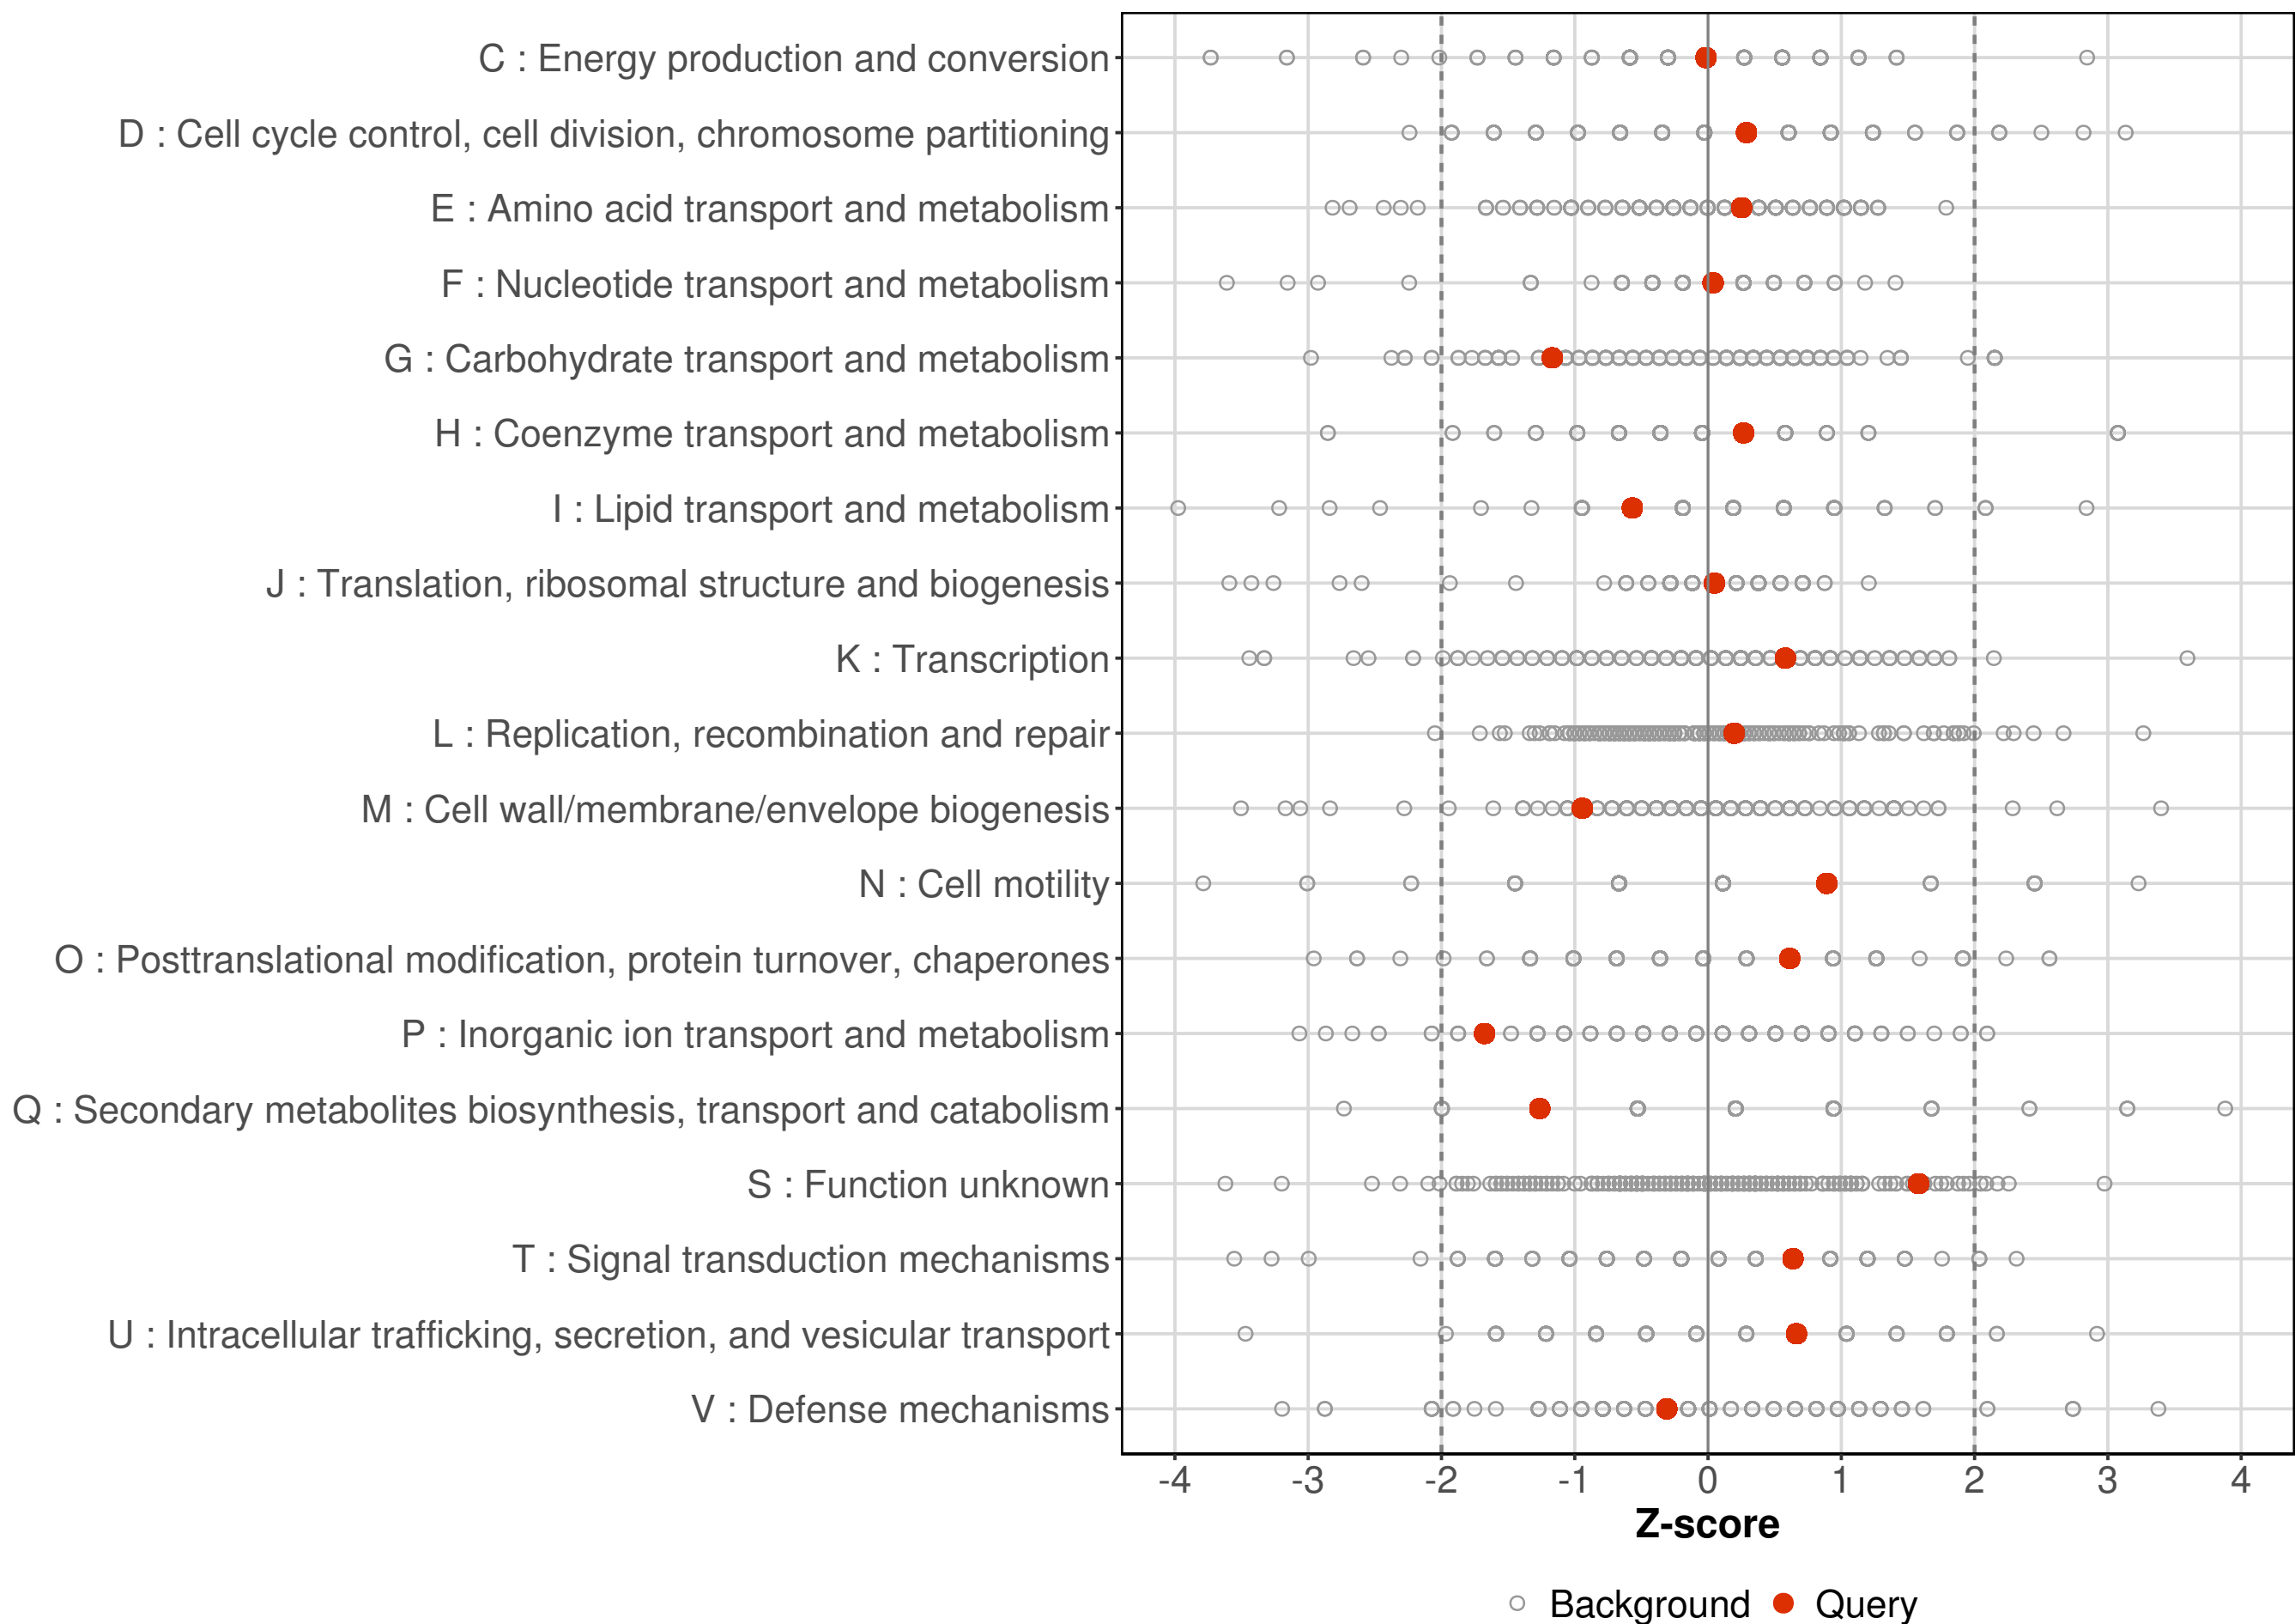 C : Energy production and conversion
D : Cell cycle control, cell division, chromosome partitioning
E : Amino acid transport and metabolism
F : Nucleotide transport and metabolism
G : Carbohydrate transport and metabolism
H : Coenzyme transport and metabolism
I : Lipid transport and metabolism
J : Translation, ribosomal structure and biogenesis
K : Transcription
L : Replication, recombination and repair
M : Cell wall/membrane/envelope biogenesis
N : Cell motility
O : Posttranslational modification, protein turnover, chaperones
P : Inorganic ion transport and metabolism
Q : Secondary metabolites biosynthesis, transport and catabolism
S : Function unknown
T : Signal transduction mechanisms
U : Intracellular trafficking, secretion, and vesicular transport
V : Defense mechanisms
-4 -3 -2 -1 0 1 2 3 4
Z-score
Background Query